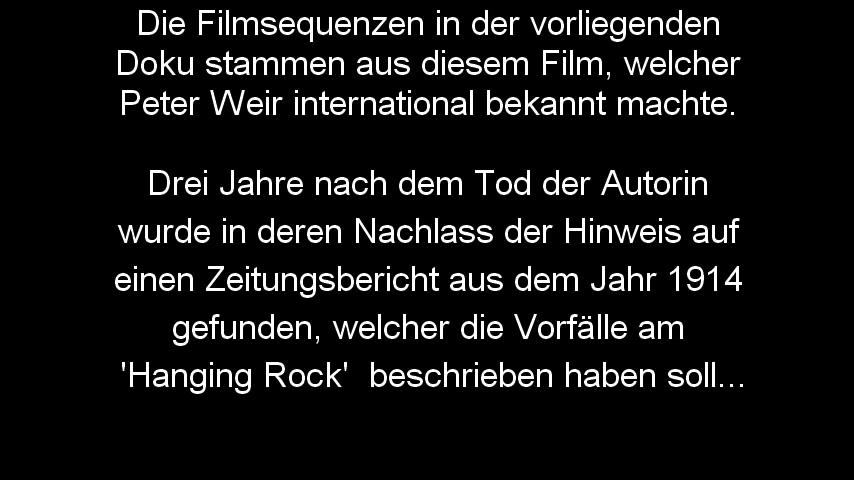 Die Filmsequenzen in der vorliegenden
Doku stammen aus diesem Film, welcher
Peter Weir international bekannt machte.
Drei Jahre nach dem Tod der Autorin
wurde in deren Nachlass der Hinweis auf
einen Zeitungsbericht aus dem Jahr 1914
gefunden, welcher die Vorfälle am
'Hanging Rock'  beschrieben haben soll...